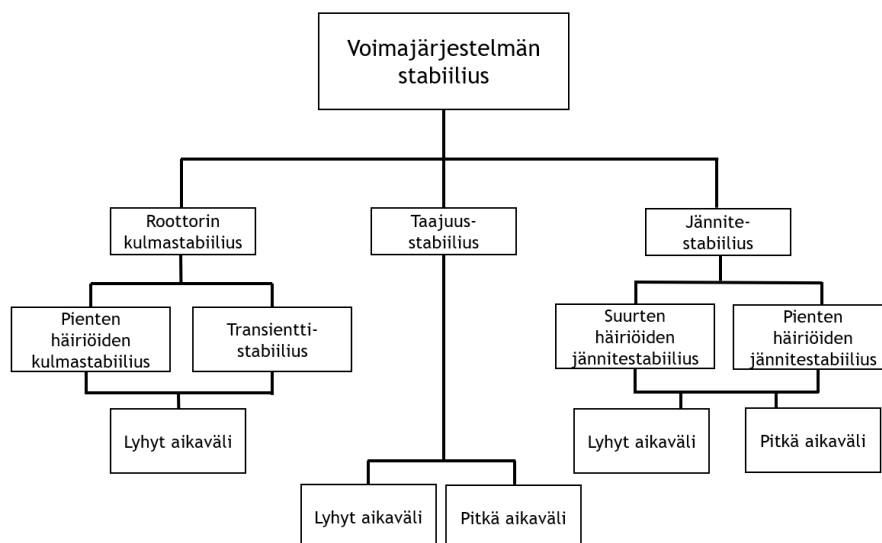 Voimajärjestelmän
stabiilius
Roottorin
kulmastabiilius
Taajuus-
stabiilius
Jännite-
stabiilius
Pienten
häiriöiden
kulmastabiilius
Transientti-
stabiilius
Suurten
häiriöiden
jännitestabiilius
Pienten
häiriöiden
jännitestabiilius
Lyhyt aikaväli
Lyhyt aikaväli
Pitkä aikaväli
Lyhyt aikaväli
Pitkä aikaväli